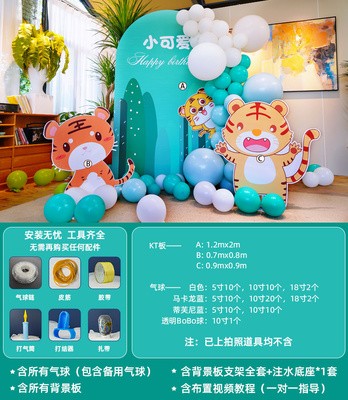 小可爱
Happy birthday
A
B
C
安装无忧 工具齐全
无需再购买任何配件
气球链
皮筋
胶带
打气筒
打结器
扎带
KT板—— A: 1.2mx2m
B: 0.7mx0.8m
C: 0.9mx0.9m
气球—— 白色: 5寸10个, 10寸10个, 18寸2个
马卡龙蓝: 5寸10个, 10寸20个, 18寸2个
蒂芙尼蓝: 5寸10个, 10寸10个
透明BoBo球: 10寸1个
注: 已上拍照道具均不含
★ 含所有气球（包含备用气球）
★ 含背景板支架全套+注水底座*1套
★ 含所有背景板
★ 含布置视频教程（一对一指导）